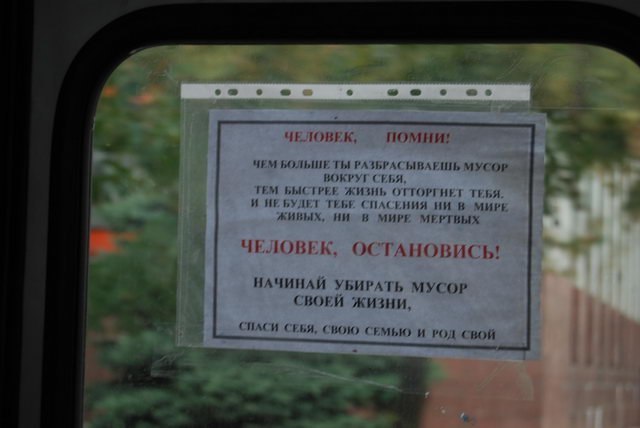 ЧЕЛОВЕК, ПОМНИ!
ЧЕМ БОЛЬШЕ ТЫ РАЗБРАСЫВАЕШЬ МУСОР
ВОКРУГ СЕБЯ,
ТЕМ БЫСТРЕЕ ЖИЗНЬ ОТТОРГНЕТ ТЕБЯ.
И НЕ БУДЕТ ТЕБЕ СПАСЕНИЯ НИ В МИРЕ
ЖИВЫХ, НИ В МИРЕ МЕРТВЫХ
ЧЕЛОВЕК, ОСТАНОВИСЬ!
НАЧИНАЙ УБИРАТЬ МУСОР
СВОЕЙ ЖИЗНИ,
СПАСИ СЕБЯ, СВОЮ СЕМЬЮ И РОД СВОЙ